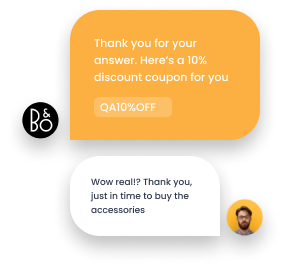 Thank you for your
answer. Here's a 10%
discount coupon for you
QA10%OFF
B&O
Wow real!? Thank you,
just in time to buy the
accessories